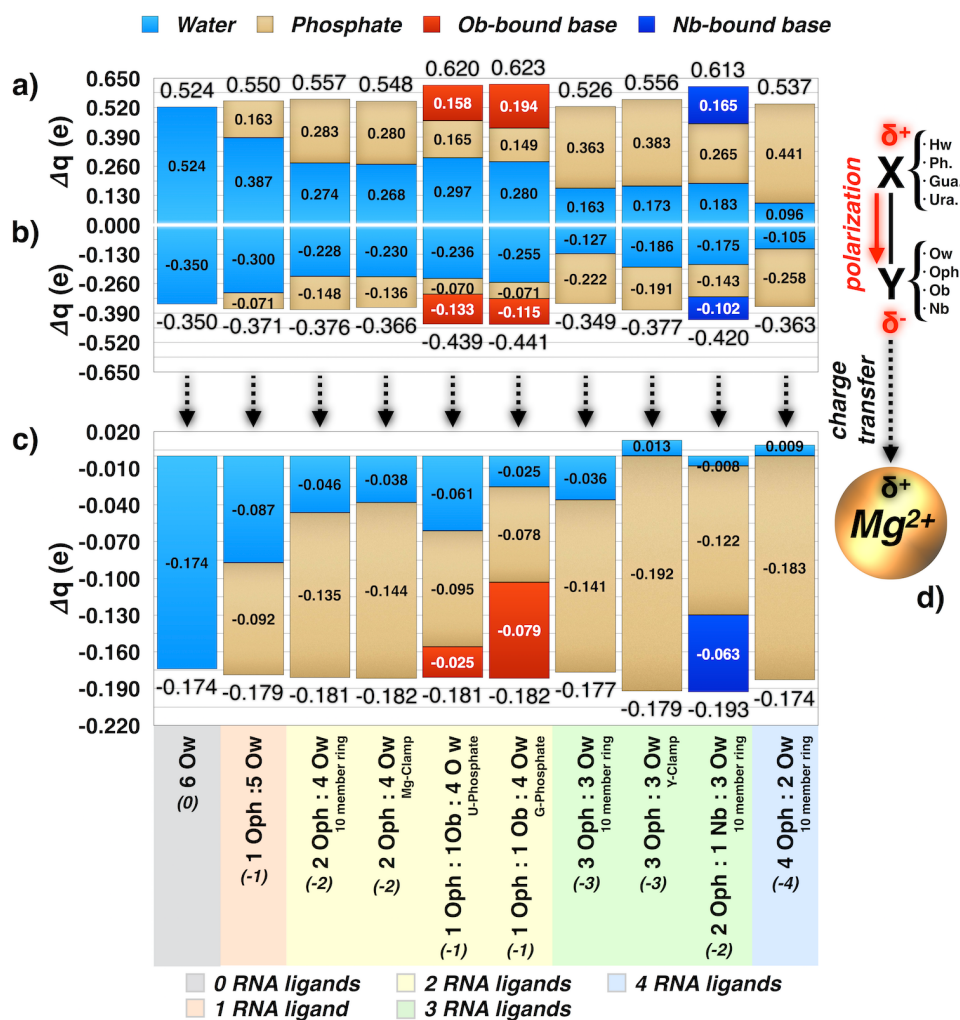 Water Phosphate Ob-bound base Nb-bound base
a)
0.650
0.520
0.390
0.260
0.130
0.000
Δq (e)
0.524 0.550 0.557 0.548 0.620 0.623 0.526 0.556 0.613 0.537
0.158 0.194 0.165
0.163 0.283 0.280 0.165 0.149 0.363 0.383 0.265 0.441
0.524 0.387 0.274 0.268 0.297 0.280 0.163 0.173 0.183 0.096
b)
-0.130
-0.260
-0.390
-0.520
-0.650
Δq (e)
-0.350 -0.300 -0.228 -0.230 -0.236 -0.255 -0.127 -0.186 -0.175 -0.105
-0.071 -0.148 -0.136 -0.070 -0.071 -0.222 -0.191 -0.143 -0.258
-0.133 -0.115 -0.102
-0.350 -0.371 -0.376 -0.366 -0.439 -0.441 -0.349 -0.377 -0.420 -0.363
c)
0.020
-0.010
-0.040
-0.070
-0.100
-0.130
-0.160
-0.190
-0.220
Δq (e)
0.013 0.009
-0.174 -0.087 -0.046 -0.038 -0.061 -0.025 -0.036 -0.008
-0.092 -0.135 -0.144 -0.095 -0.078 -0.141 -0.192 -0.122 -0.183
-0.025 -0.079 -0.063
-0.174 -0.179 -0.181 -0.182 -0.181 -0.182 -0.177 -0.179 -0.193 -0.174
6 Ow
(0)
1 Oph :5 Ow
(-1)
2 Oph : 4 Ow
10 member ring
(-2)
2 Oph : 4 Ow
Mg-Clamp
(-2)
1 Oph : 1Ob : 4 O w
U-Phosphate
(-1)
1 Oph : 1 Ob : 4 Ow
G-Phosphate
(-1)
3 Oph : 3 Ow
10 member ring
(-3)
3 Oph : 3 Ow
Y-Clamp
(-3)
2 Oph : 1 Nb : 3 Ow
10 member ring
(-2)
4 Oph : 2 Ow
10 member ring
(-4)
0 RNA ligands 2 RNA ligands 4 RNA ligands
1 RNA ligand 3 RNA ligands
δ+
X
· Hw
· Ph.
· Gua.
· Ura.
polarization
Y
· Ow
· Oph
· Ob
· Nb
δ-
charge
transfer
δ+
Mg2+
d)